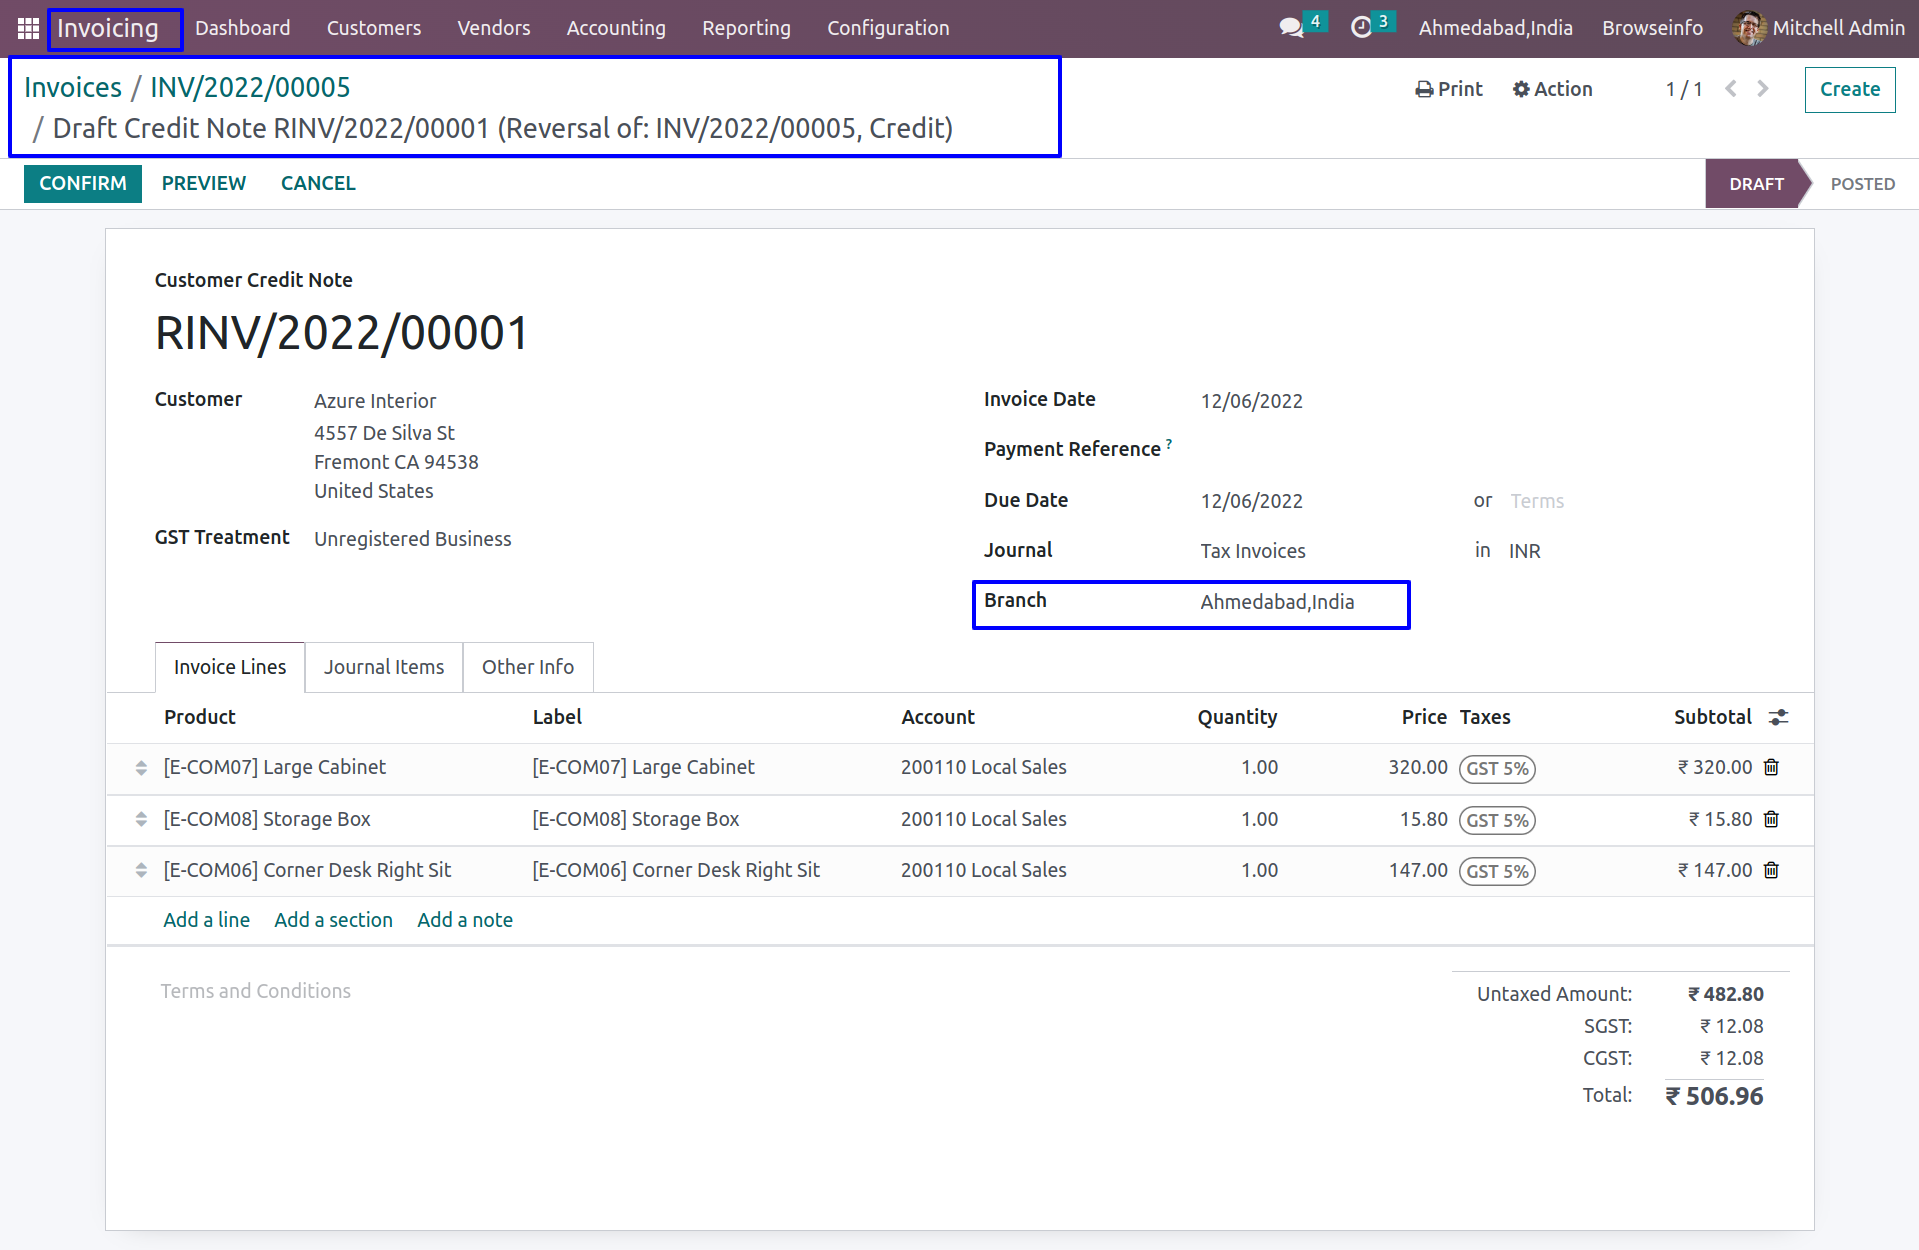 Invoicing Dashboard Customers Vendors Accounting Reporting Configuration 4 3 Ahmedabad,India Browseinfo Mitchell Admin
Invoices / INV/2022/00005
/ Draft Credit Note RINV/2022/00001 (Reversal of: INV/2022/00005, Credit)
Print Action 1 / 1 Create
CONFIRM PREVIEW CANCEL DRAFT POSTED
Customer Credit Note
RINV/2022/00001
Customer Azure Interior
4557 De Silva St
Fremont CA 94538
United States
GST Treatment Unregistered Business
Invoice Date 12/06/2022
Payment Reference ?
Due Date 12/06/2022 or Terms
Journal Tax Invoices in INR
Branch Ahmedabad,India
Invoice Lines Journal Items Other Info
Product Label Account Quantity Price Taxes Subtotal
[E-COM07] Large Cabinet [E-COM07] Large Cabinet 200110 Local Sales 1.00 320.00 GST 5% ₹ 320.00
[E-COM08] Storage Box [E-COM08] Storage Box 200110 Local Sales 1.00 15.80 GST 5% ₹ 15.80
[E-COM06] Corner Desk Right Sit [E-COM06] Corner Desk Right Sit 200110 Local Sales 1.00 147.00 GST 5% ₹ 147.00
Add a line Add a section Add a note
Terms and Conditions
Untaxed Amount: ₹ 482.80
SGST: ₹ 12.08
CGST: ₹ 12.08
Total: ₹ 506.96